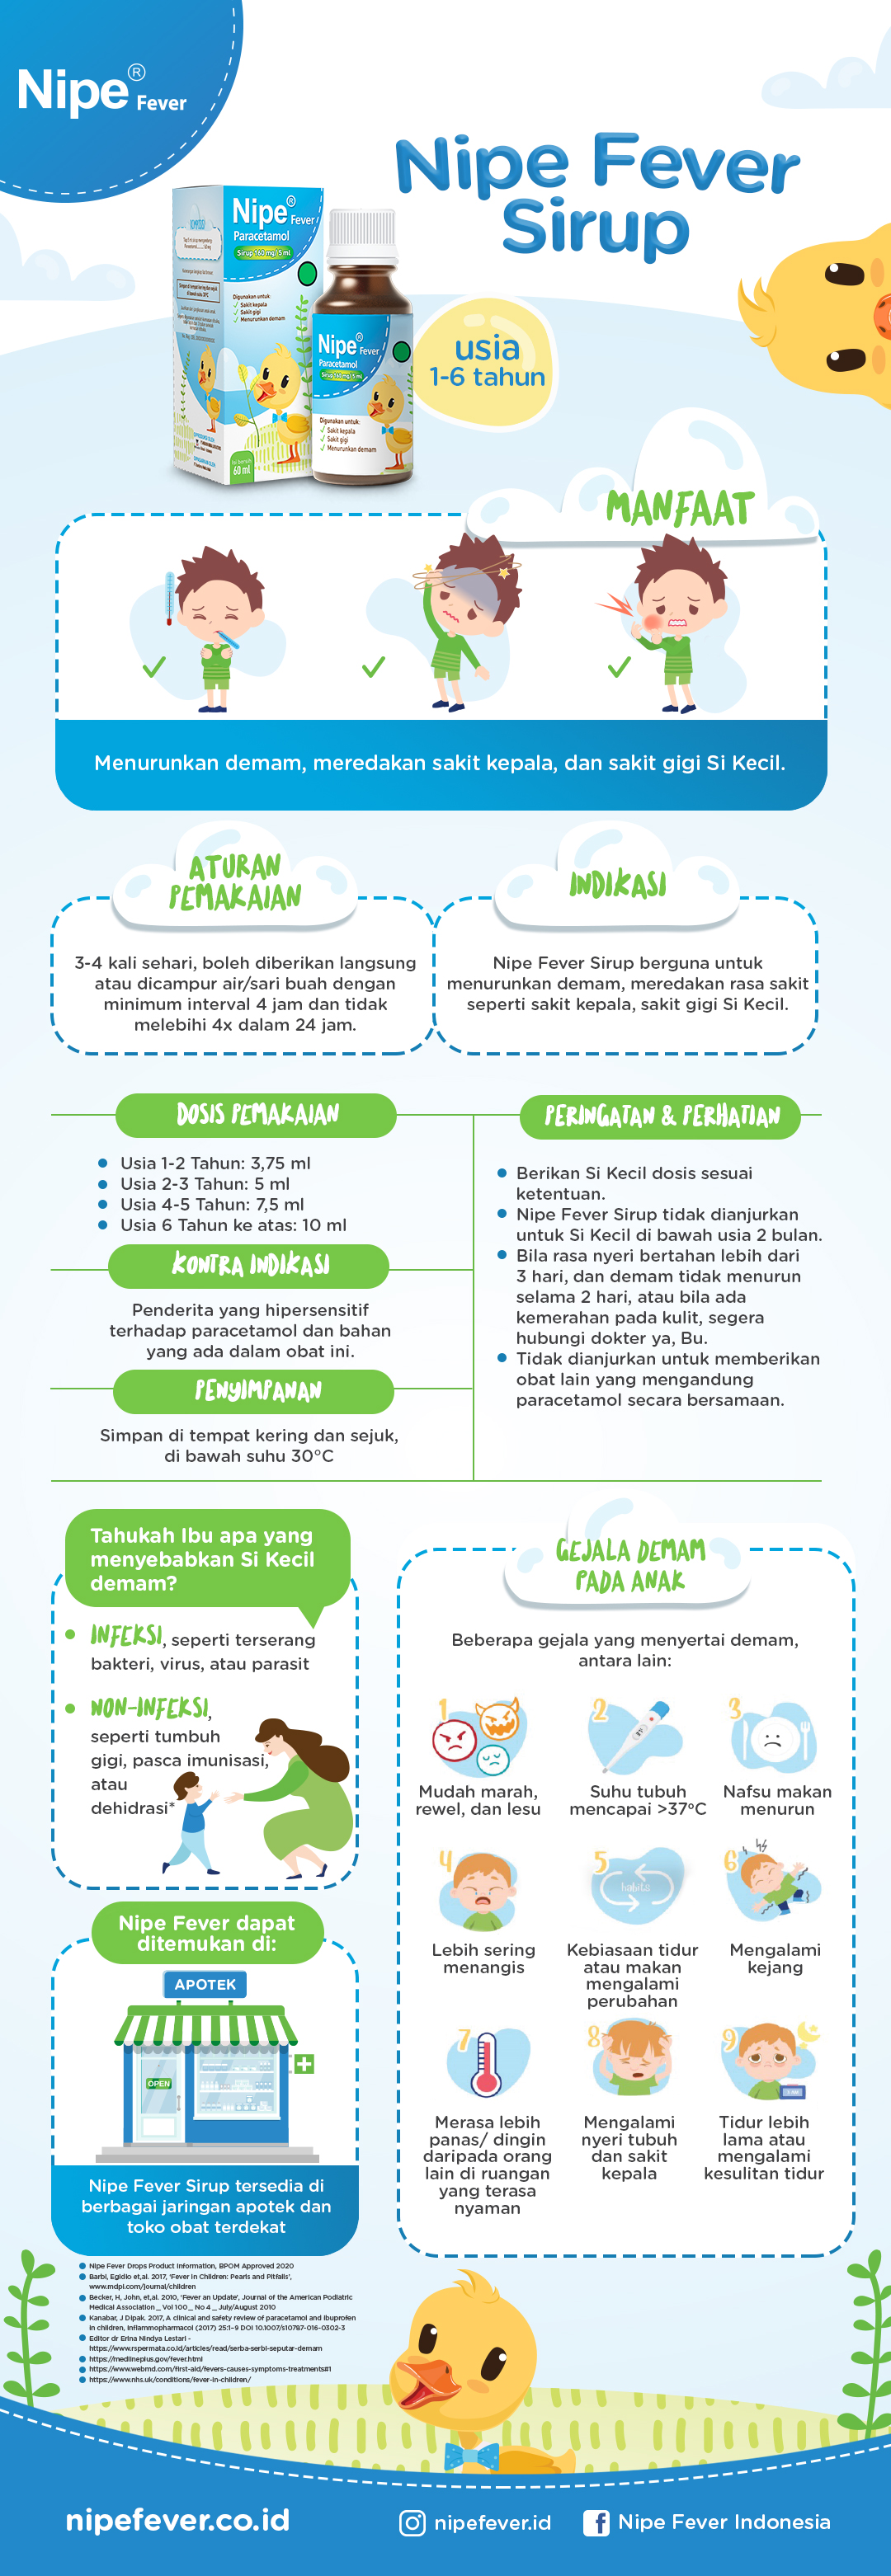 Nipe® Fever
Nipe Fever
Sirup
Nipe® Fever
Paracetamol
Sirup 160 mg/5 ml
Digunakan untuk:
Sakit kepala
Sakit gigi
Menurunkan demam
60 ml
Nipe® Fever
Paracetamol
Sirup 160 mg/5 ml
Digunakan untuk:
Sakit kepala
Sakit gigi
Menurunkan demam
usia
1-6 tahun
MANFAAT
Menurunkan demam, meredakan sakit kepala, dan sakit gigi Si Kecil.
ATURAN
PEMAKAIAN
3-4 kali sehari, boleh diberikan langsung
atau dicampur air/sari buah dengan
minimum interval 4 jam dan tidak
melebihi 4x dalam 24 jam.
INDIKASI
Nipe Fever Sirup berguna untuk
menurunkan demam, meredakan rasa sakit
seperti sakit kepala, sakit gigi Si Kecil.
DOSIS PEMAKAIAN
Usia 1-2 Tahun: 3,75 ml
Usia 2-3 Tahun: 5 ml
Usia 4-5 Tahun: 7,5 ml
Usia 6 Tahun ke atas: 10 ml
KONTRA INDIKASI
Penderita yang hipersensitif
terhadap paracetamol dan bahan
yang ada dalam obat ini.
PENYIMPANAN
Simpan di tempat kering dan sejuk,
di bawah suhu 30°C
PERINGATAN & PERHATIAN
Berikan Si Kecil dosis sesuai
ketentuan.
Nipe Fever Sirup tidak dianjurkan
untuk Si Kecil di bawah usia 2 bulan.
Bila rasa nyeri bertahan lebih dari
3 hari, dan demam tidak menurun
selama 2 hari, atau bila ada
kemerahan pada kulit, segera
hubungi dokter ya, Bu.
Tidak dianjurkan untuk memberikan
obat lain yang mengandung
paracetamol secara bersamaan.
Tahukah Ibu apa yang
menyebabkan Si Kecil
demam?
INFEKSI, seperti terserang
bakteri, virus, atau parasit
NON-INFEKSI,
seperti tumbuh
gigi, pasca imunisasi,
atau
dehidrasi*
Nipe Fever dapat
ditemukan di:
APOTEK
OPEN
Nipe Fever Sirup tersedia di
berbagai jaringan apotek dan
toko obat terdekat
GEJALA DEMAM
PADA ANAK
Beberapa gejala yang menyertai demam,
antara lain:
1
Mudah marah,
rewel, dan lesu
2
Suhu tubuh
mencapai >37°C
3
Nafsu makan
menurun
4
Lebih sering
menangis
5
habits
Kebiasaan tidur
atau makan
mengalami
perubahan
6
Mengalami
kejang
7
Merasa lebih
panas/ dingin
daripada orang
lain di ruangan
yang terasa
nyaman
8
Mengalami
nyeri tubuh
dan sakit
kepala
9
Tidur lebih
lama atau
mengalami
kesulitan tidur
Nipe Fever Drops Product Information, BPOM Approved 2020
Barbi, Egidio et,al. 2017, 'Fever in Children: Pearls and Pitfalls',
www.mdpi.com/journal/children
Becker, H, John, et,al. 2010, 'Fever an Update', Journal of the American Podiatric
Medical Association _ Vol 100 _ No 4 _ July/August 2010
Kanabar, J Dipak. 2017, A clinical and safety review of paracetamol and ibuprofen
in children, Inflammopharmacol (2017) 25:1-9 DOI 10.1007/s10787-016-0302-3
Editor dr Erina Nindya Lestari -
https://www.rspermata.co.id/articles/read/serba-serbi-seputar-demam
https://medlineplus.gov/fever.html
https://www.webmd.com/first-aid/fevers-causes-symptoms-treatments#1
https://www.nhs.uk/conditions/fever-in-children/
nipefever.co.id
nipefever.id
Nipe Fever Indonesia